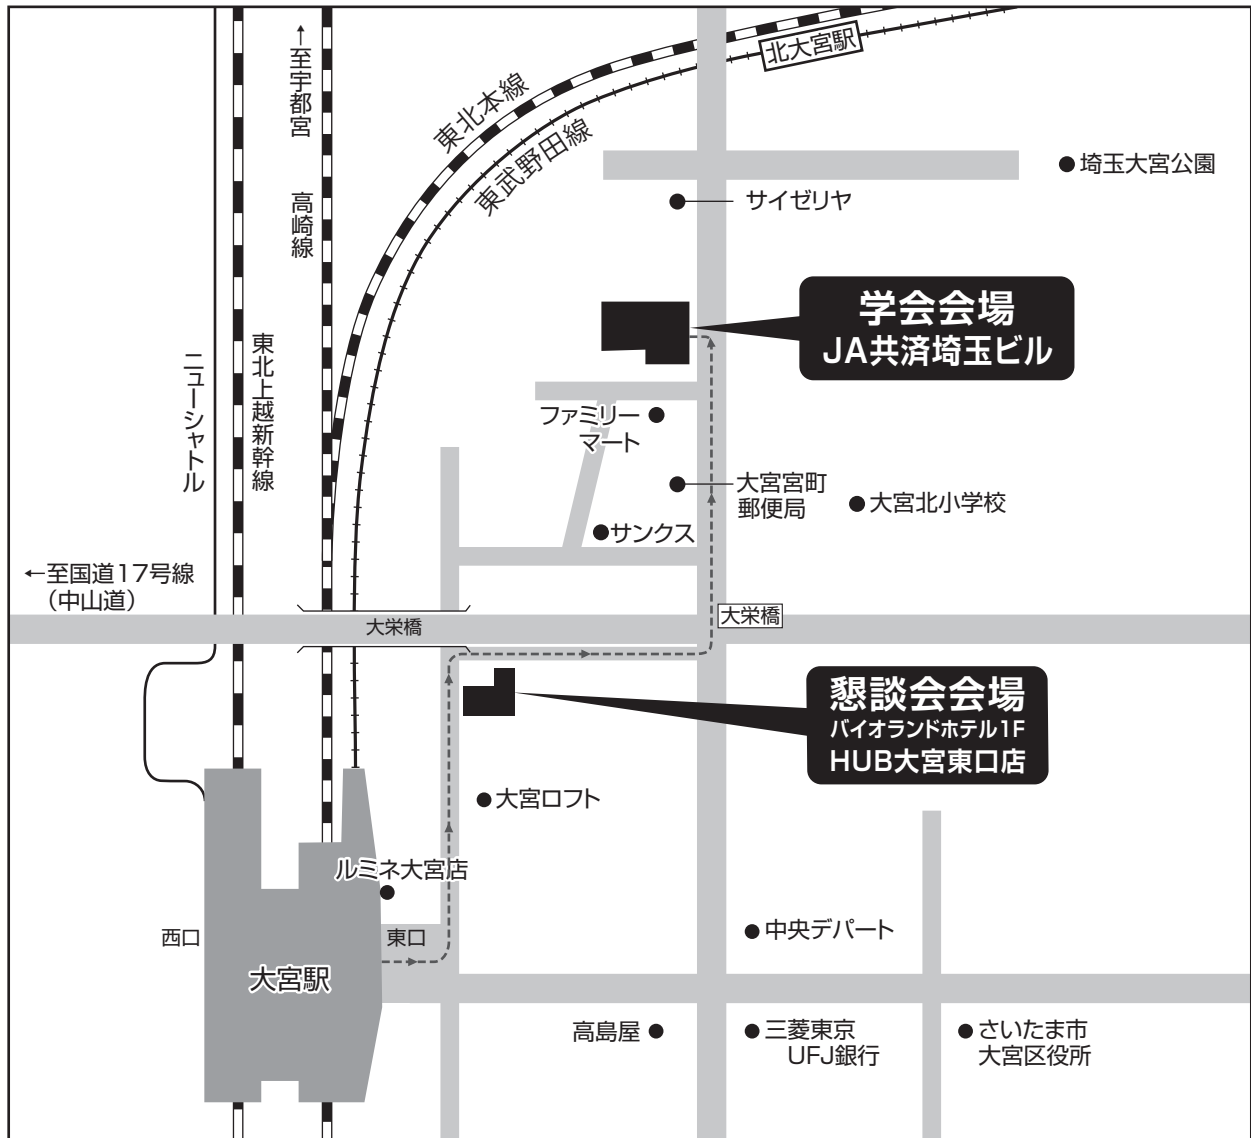 ↑至宇都宮
高崎線
東北本線
東武野田線
北大宮駅
埼玉大宮公園
サイゼリヤ
学会会場
JA共済埼玉ビル
ニューシャトル
東北上越新幹線
ファミリー
マート
大宮宮町
郵便局
大宮北小学校
サンクス
←至国道17号線
(中山道)
大栄橋
大栄橋
懇談会会場
バイオランドホテル1F
HUB大宮東口店
大宮ロフト
ルミネ大宮店
西口
東口
中央デパート
大宮駅
高島屋
三菱東京
UFJ銀行
さいたま市
大宮区役所